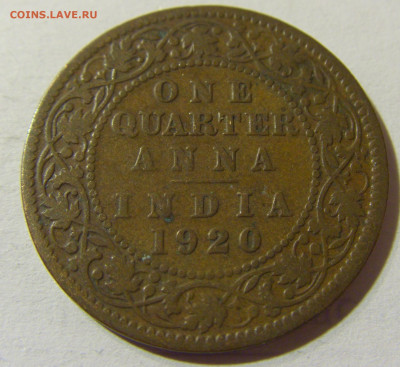 COINS.LAVE.RU
ONE
QUARTER
ANNA
INDIA
1920